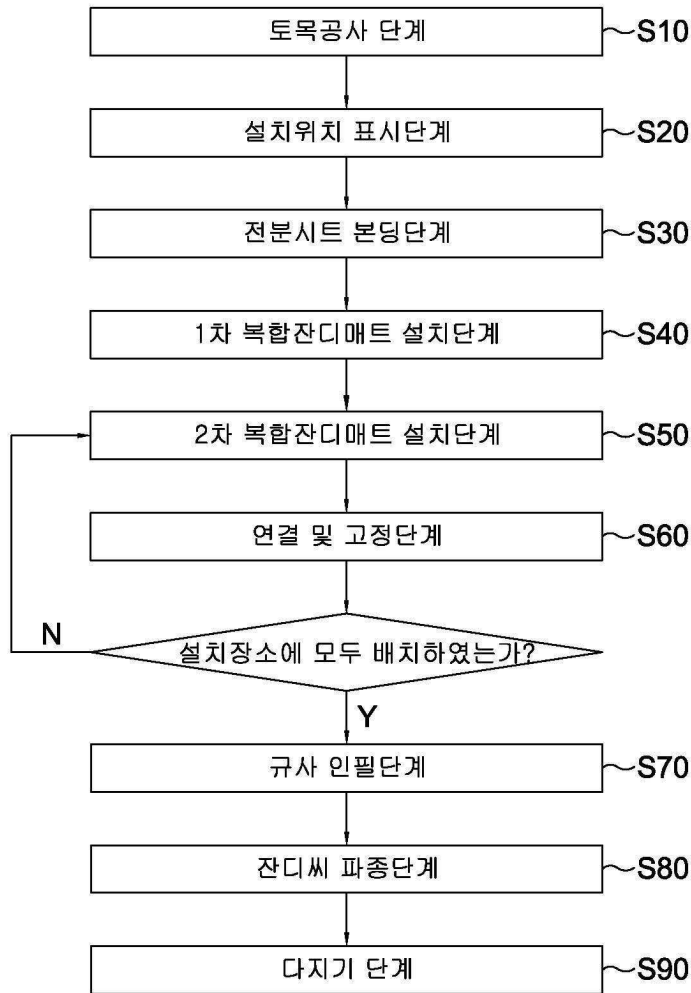 토목공사 단계 S10
설치위치 표시단계 S20
전분시트 본딩단계 S30
1차 복합잔디매트 설치단계 S40
2차 복합잔디매트 설치단계 S50
연결 및 고정단계 S60
N
설치장소에 모두 배치하였는가?
Y
규사 인필단계 S70
잔디씨 파종단계 S80
다지기 단계 S90